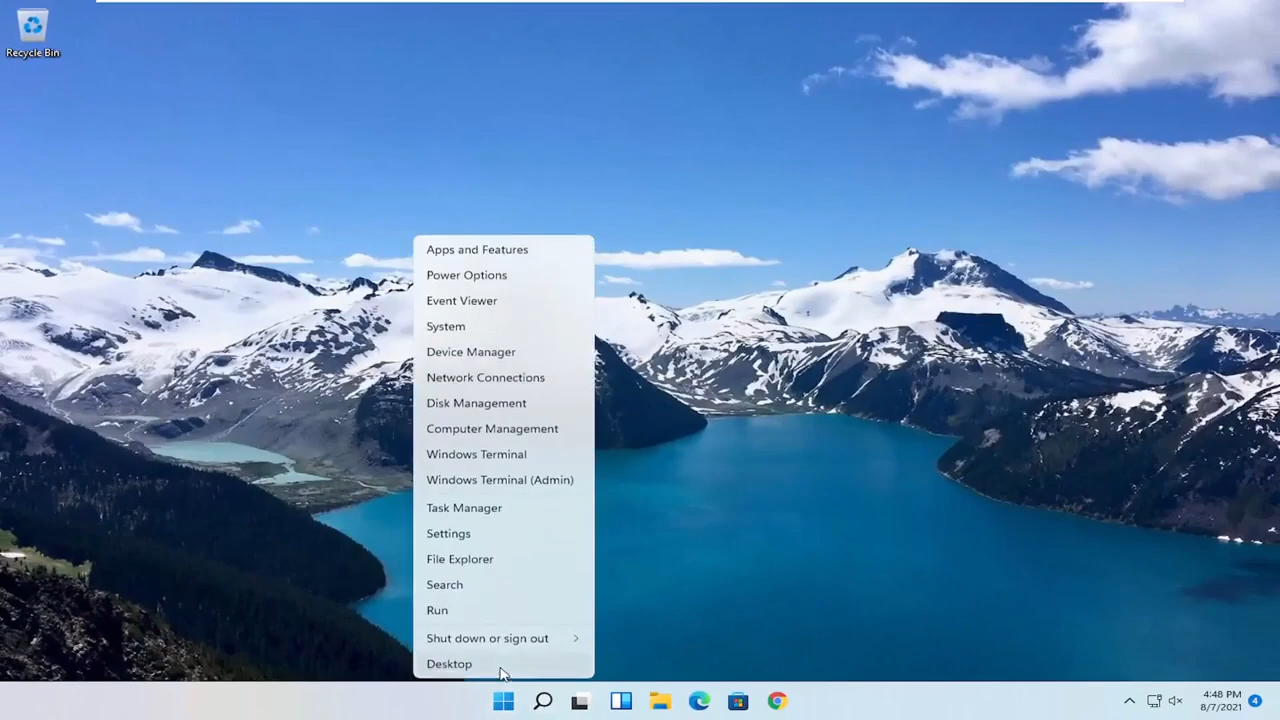 Recycle Bin
Apps and Features
Power Options
Event Viewer
System
Device Manager
Network Connections
Disk Management
Computer Management
Windows Terminal
Windows Terminal (Admin)
Task Manager
Settings
File Explorer
Search
Run
Shut down or sign out
Desktop
4:48 PM
8/7/2021
4